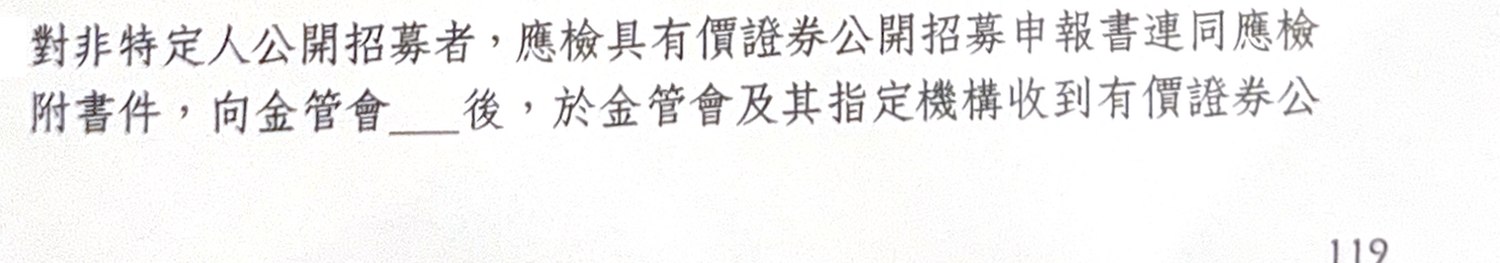 對非特定人公開招募者，應檢具有價證券公開招募申報書連同應檢
附書件，向金管會___後，於金管會及其指定機構收到有價證券公
119